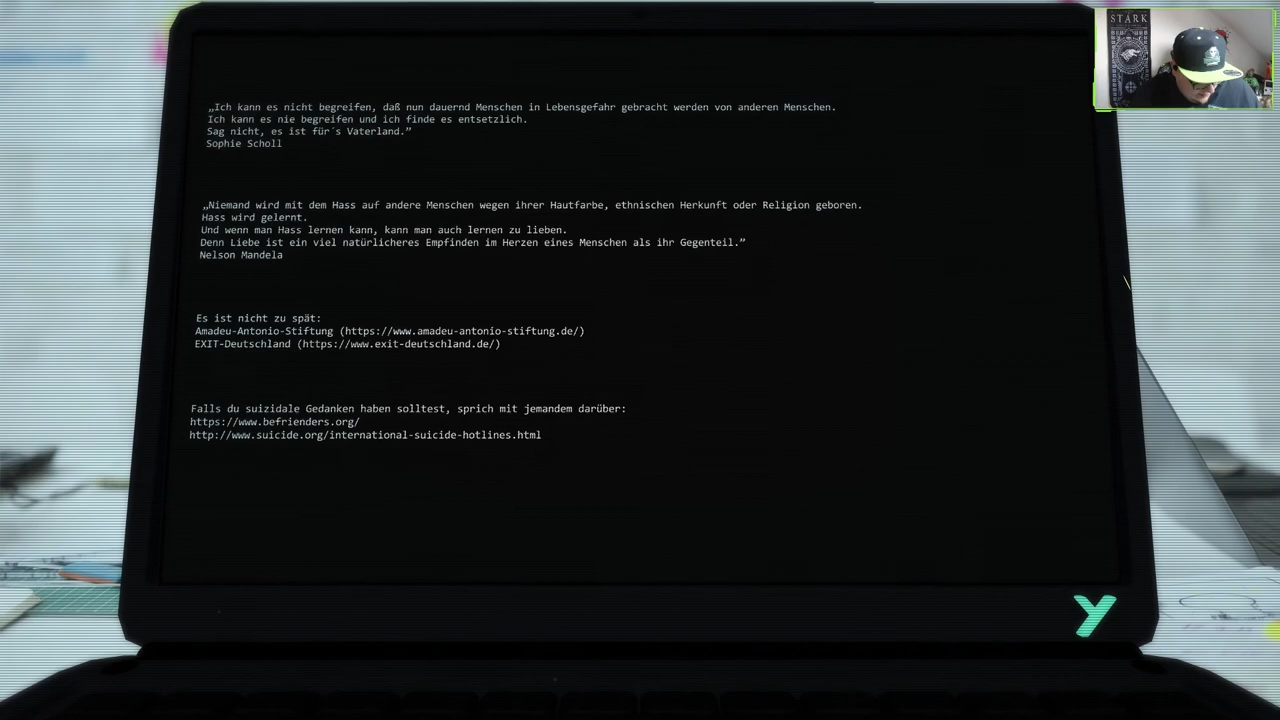 STARK
„Ich kann es nicht begreifen, daß nun dauernd Menschen in Lebensgefahr gebracht werden von anderen Menschen.
Ich kann es nie begreifen und ich finde es entsetzlich.
Sag nicht, es ist für´s Vaterland.”
Sophie Scholl
„Niemand wird mit dem Hass auf andere Menschen wegen ihrer Hautfarbe, ethnischen Herkunft oder Religion geboren.
Hass wird gelernt.
Und wenn man Hass lernen kann, kann man auch lernen zu lieben.
Denn Liebe ist ein viel natürlicheres Empfinden im Herzen eines Menschen als ihr Gegenteil.”
Nelson Mandela
Es ist nicht zu spät:
Amadeu-Antonio-Stiftung (https://www.amadeu-antonio-stiftung.de/)
EXIT-Deutschland (https://www.exit-deutschland.de/)
Falls du suizidale Gedanken haben solltest, sprich mit jemandem darüber:
https://www.befrienders.org/
http://www.suicide.org/international-suicide-hotlines.html
Y